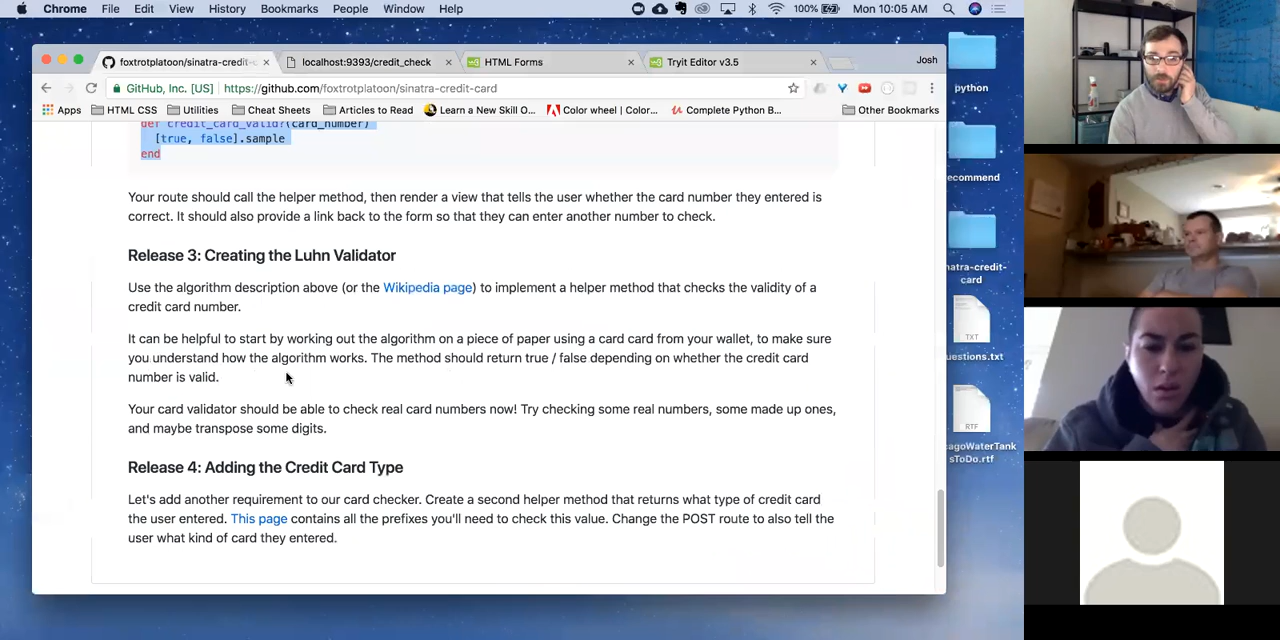 Chrome File Edit View History Bookmarks People Window Help 100% Mon 10:05 AM
foxtrotplatoon/sinatra-credit- localhost:9393/credit_check HTML Forms Tryit Editor v3.5 Josh
GitHub, Inc. [US] https://github.com/foxtrotplatoon/sinatra-credit-card
Apps HTML CSS Utilities Cheat Sheets Articles to Read Learn a New Skill O... Color wheel | Color... Complete Python B... Other Bookmarks
def credit_card_valid?(card_number)
[true, false].sample
end
Your route should call the helper method, then render a view that tells the user whether the card number they entered is
correct. It should also provide a link back to the form so that they can enter another number to check.
Release 3: Creating the Luhn Validator
Use the algorithm description above (or the Wikipedia page) to implement a helper method that checks the validity of a
credit card number.
It can be helpful to start by working out the algorithm on a piece of paper using a card card from your wallet, to make sure
you understand how the algorithm works. The method should return true / false depending on whether the credit card
number is valid.
Your card validator should be able to check real card numbers now! Try checking some real numbers, some made up ones,
and maybe transpose some digits.
Release 4: Adding the Credit Card Type
Let's add another requirement to our card checker. Create a second helper method that returns what type of credit card
the user entered. This page contains all the prefixes you'll need to check this value. Change the POST route to also tell the
user what kind of card they entered.
python
ecommend
natra-credit-
card
TXT
uestions.txt
RTF
cagoWaterTank
sToDo.rtf